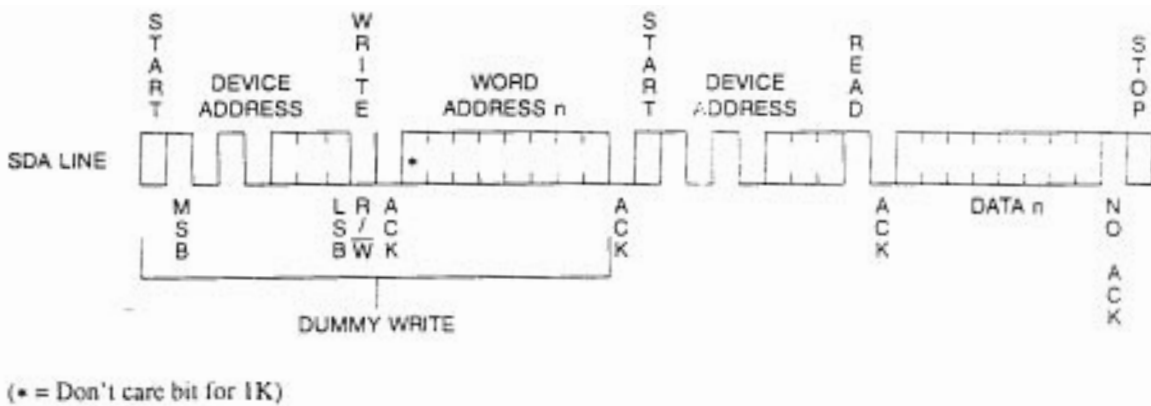 START
DEVICE ADDRESS
WRITE
WORD ADDRESS n
START
DEVICE ADDRESS
READ
STOP
SDA LINE
*
MSB
LSB
R/W
ACK
ACK
ACK
DATA n
NO ACK
DUMMY WRITE
(* = Don't care bit for 1K)